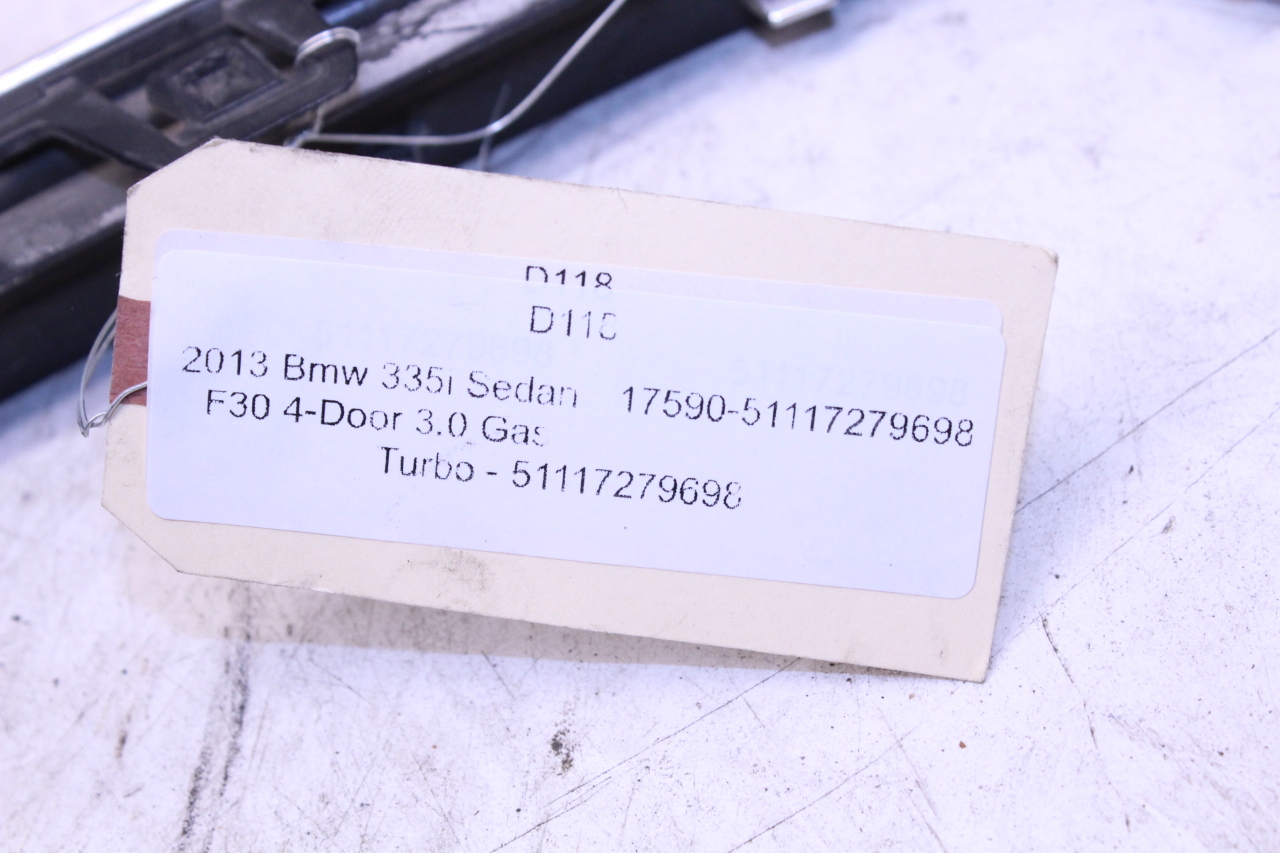 D118
D118
2013 Bmw 335i Sedan 17590-51117279698
F30 4-Door 3.0 Gas
Turbo - 51117279698